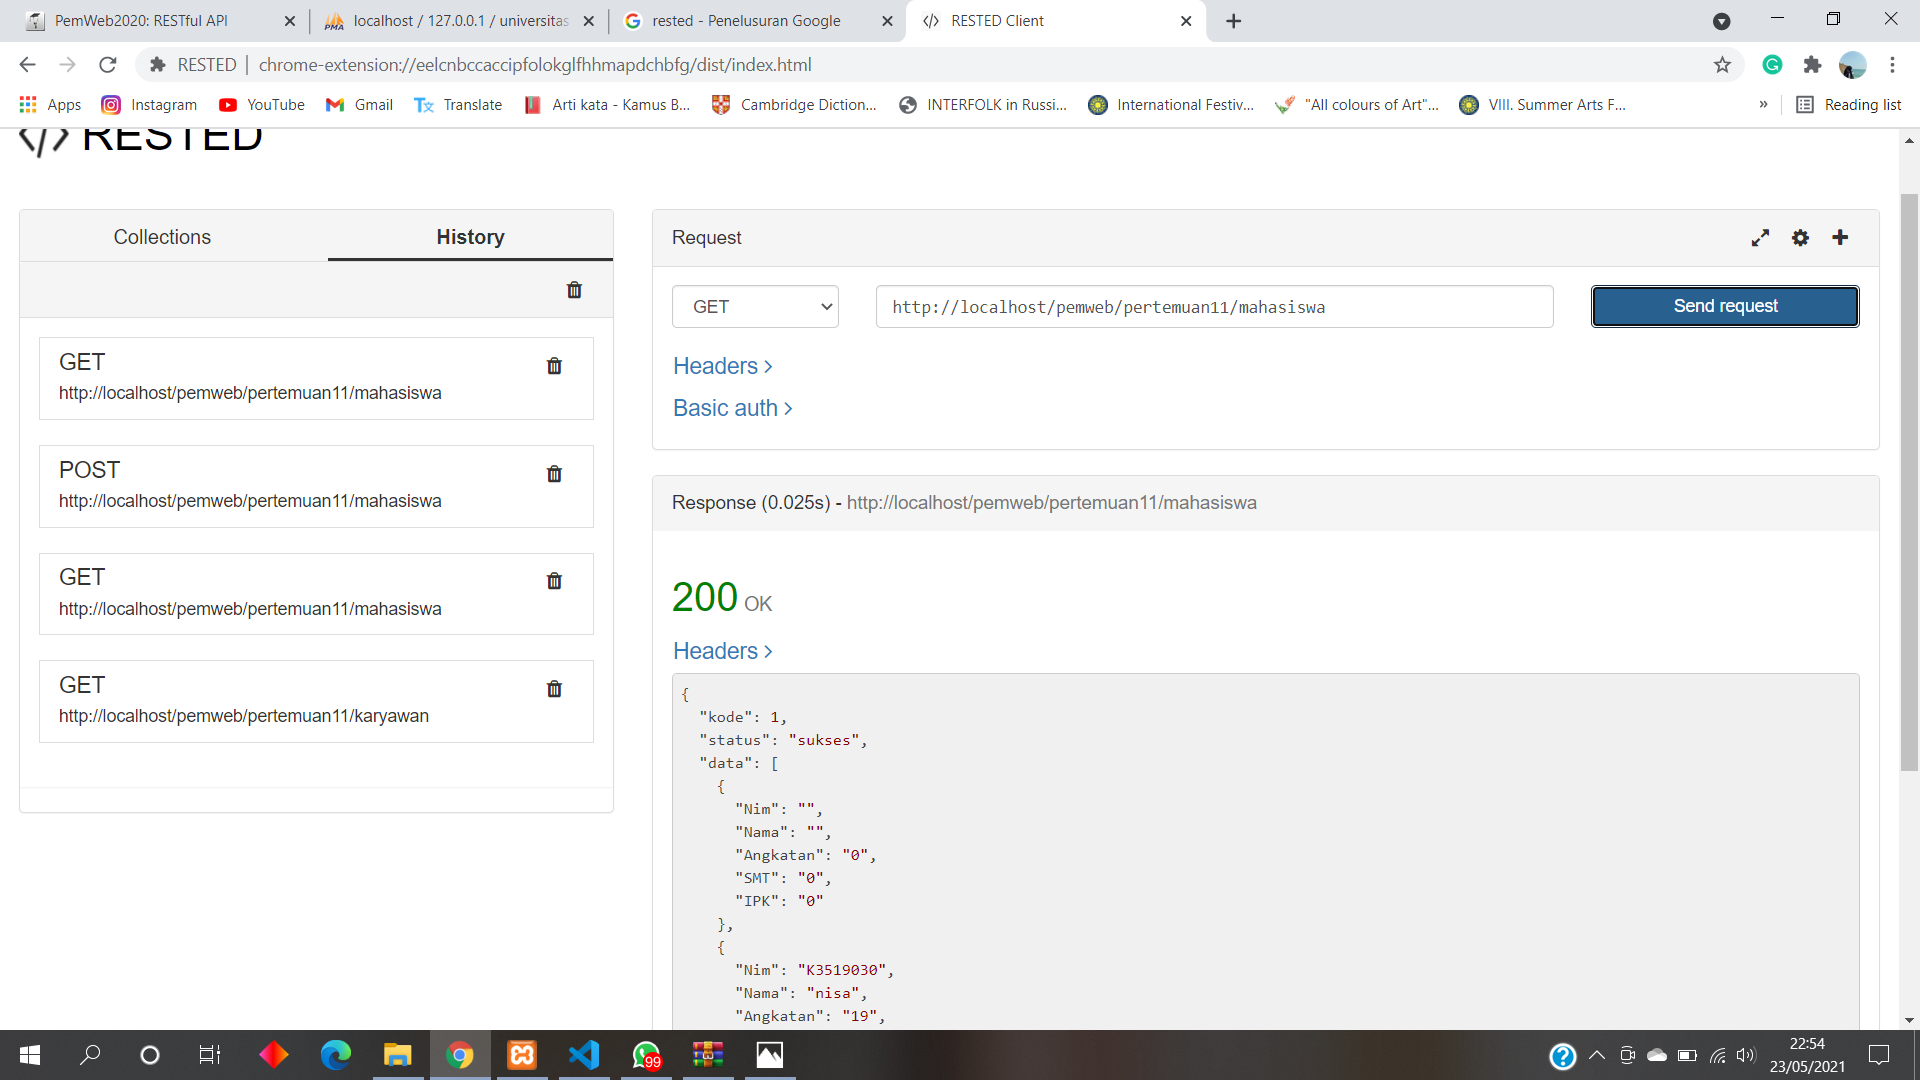 PemWeb2020: RESTful API
localhost / 127.0.0.1 / universitas
rested - Penelusuran Google
RESTED Client
RESTED
chrome-extension://eelcnbccaccipfolokglfhhmapdchbfg/dist/index.html
Apps
Instagram
YouTube
Gmail
Translate
Arti kata - Kamus B...
Cambridge Diction...
INTERFOLK in Russi...
International Festiv...
"All colours of Art"...
VIII. Summer Arts F...
»
Reading list
</> RESTED
Collections
History
GET
http://localhost/pemweb/pertemuan11/mahasiswa
POST
http://localhost/pemweb/pertemuan11/mahasiswa
GET
http://localhost/pemweb/pertemuan11/mahasiswa
GET
http://localhost/pemweb/pertemuan11/karyawan
Request
GET
http://localhost/pemweb/pertemuan11/mahasiswa
Send request
Headers >
Basic auth >
Response (0.025s) - http://localhost/pemweb/pertemuan11/mahasiswa
200 OK
Headers >
{
"kode": 1,
"status": "sukses",
"data": [
{
"Nim": "",
"Nama": "",
"Angkatan": "0",
"SMT": "0",
"IPK": "0"
},
{
"Nim": "K3519030",
"Nama": "nisa",
"Angkatan": "19",
99
22:54
23/05/2021